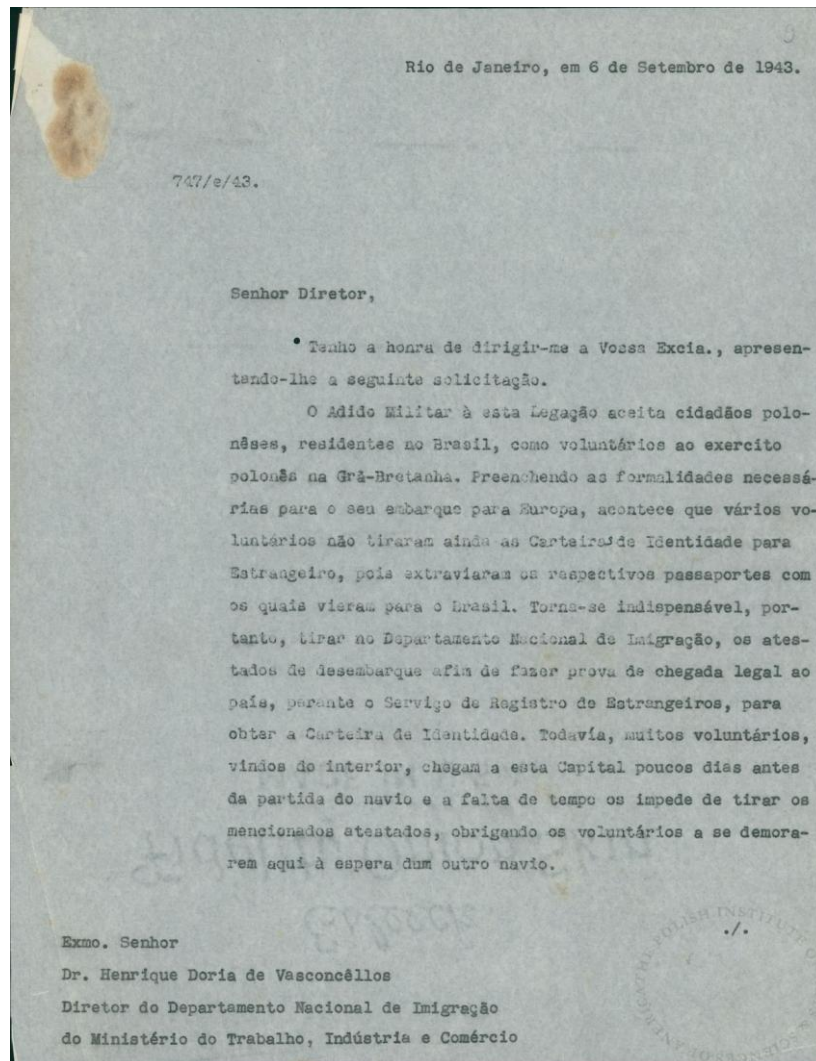 9
Rio de Janeiro, em 6 de Setembro de 1943.
747/e/43.
Senhor Diretor,
Tenho a honra de dirigir-me a Vossa Excia., apresen-
tando-lhe a seguinte solicitação.
O Adido Militar à esta Legação aceita cidadãos polo-
nêses, residentes no Brasil, como voluntários ao exercito
polonês na Grã-Bretanha. Preenchendo as formalidades necessá-
rias para o seu embarque para Europa, acontece que vários vo-
luntários não tiraram ainda as Carteira de Identidade para
Estrangeiro, pois extraviaram os respectivos passaportes com
os quais vieram para o Brasil. Torna-se indispensável, por-
tanto, tirar no Departamento Nacional de Imigração, os ates-
tados de desembarque afim de fazer prova de chegada legal ao
país, perante o Serviço de Registro de Estrangeiros, para
obter a Carteira de Identidade. Todavía, muitos voluntários,
vindos do interior, chegam a esta Capital poucos dias antes
da partida do navio e a falta de tempo os impede de tirar os
mencionados atestados, obrigando os voluntários a se demora-
rem aqui à espera dum outro navio.
./.
Exmo. Senhor
Dr. Henrique Doria de Vasconcêllos
Diretor do Departamento Nacional de Imigração
do Ministério do Trabalho, Indústria e Comércio
POLISH INSTITUTE O